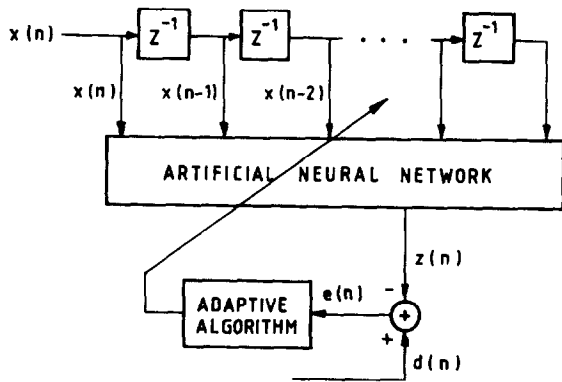 x(n)
Z⁻¹
Z⁻¹
. . .
Z⁻¹
x(n)
x(n-1)
x(n-2)
ARTIFICIAL NEURAL NETWORK
z(n)
-
e(n)
ADAPTIVE
ALGORITHM
+
+
d(n)